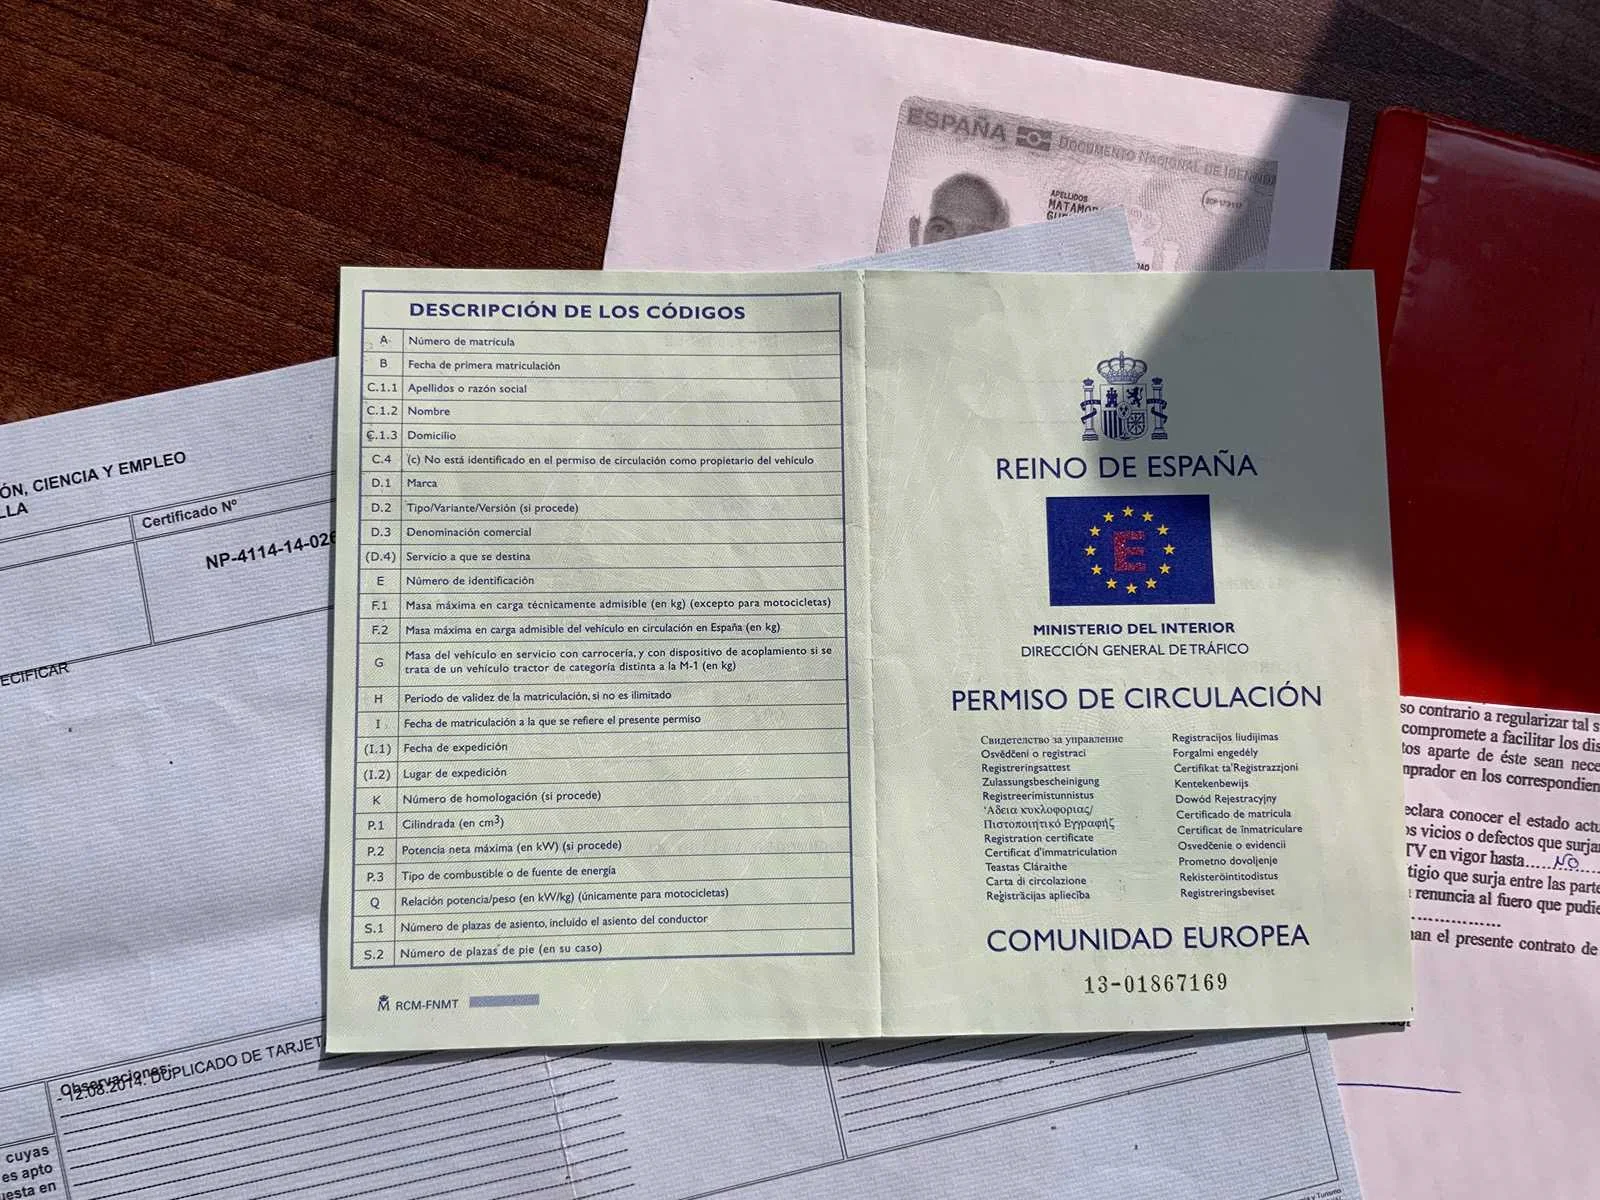 ESPAÑA
DOCUMENTO NACIONAL DE IDENTIDA
APELLIDOS
MATAMO
DESCRIPCIÓN DE LOS CÓDIGOS
A Número de matrícula
B Fecha de primera matriculación
C.1.1 Apellidos o razón social
C.1.2 Nombre
C.1.3 Domicilio
C.4 (c) No está identificado en el permiso de circulación como propietario del vehículo
D.1 Marca
D.2 Tipo/Variante/Versión (si procede)
D.3 Denominación comercial
(D.4) Servicio a que se destina
E Número de identificación
F.1 Masa máxima en carga técnicamente admisible (en kg) (excepto para motocicletas)
F.2 Masa máxima en carga admisible del vehículo en circulación en España (en kg)
G Masa del vehículo en servicio con carrocería, y con dispositivo de acoplamiento si se
trata de un vehículo tractor de categoría distinta a la M-1 (en kg)
H Período de validez de la matriculación, si no es ilimitado
I Fecha de matriculación a la que se refiere el presente permiso
(I.1) Fecha de expedición
(I.2) Lugar de expedición
K Número de homologación (si procede)
P.1 Cilindrada (en cm3)
P.2 Potencia neta máxima (en kW) (si procede)
P.3 Tipo de combustible o de fuente de energía
Q Relación potencia/peso (en kW/kg) (únicamente para motocicletas)
S.1 Número de plazas de asiento, incluido el asiento del conductor
S.2 Número de plazas de pie (en su caso)
RCM-FNMT
REINO DE ESPAÑA
E
MINISTERIO DEL INTERIOR
DIRECCIÓN GENERAL DE TRÁFICO
PERMISO DE CIRCULACIÓN
Свидетелство за управление
Osvědčení o registraci
Registreringsattest
Zulassungsbescheinigung
Registreerimistunnistus
'Αδεια κυκλοφορίας/
Πιστοποιητικό Εγγραφής
Registration certificate
Certificat d'immatriculation
Teastas Cláraithe
Carta di circolazione
Reģistrācijas apliecība
Registracijos liudijimas
Forgalmi engedély
Certifikat ta'Reġistrazzjoni
Kentekenbewijs
Dowód Rejestracyjny
Certificado de matrícula
Certificat de înmatriculare
Osvedčenie o evidencii
Prometno dovoljenje
Rekisteröintitodistus
Registreringsbeviset
COMUNIDAD EUROPEA
13-01867169
ÓN, CIENCIA Y EMPLEO
LLA
Certificado Nº
NP-4114-14-026
ECIFICAR
Observaciones:
- 12.08.2014. DUPLICADO DE TARJET
cuyas
es apto
uesta en
so contrario a regularizar tal s
compromete a facilitar los dis
tos aparte de éste sean nece
mprador en los correspondien
eclara conocer el estado actu
os vicios o defectos que surja
TV en vigor hasta.....NO....
tigio que surja entre las parte
renuncia al fuero que pudie
...............
nan el presente contrato de